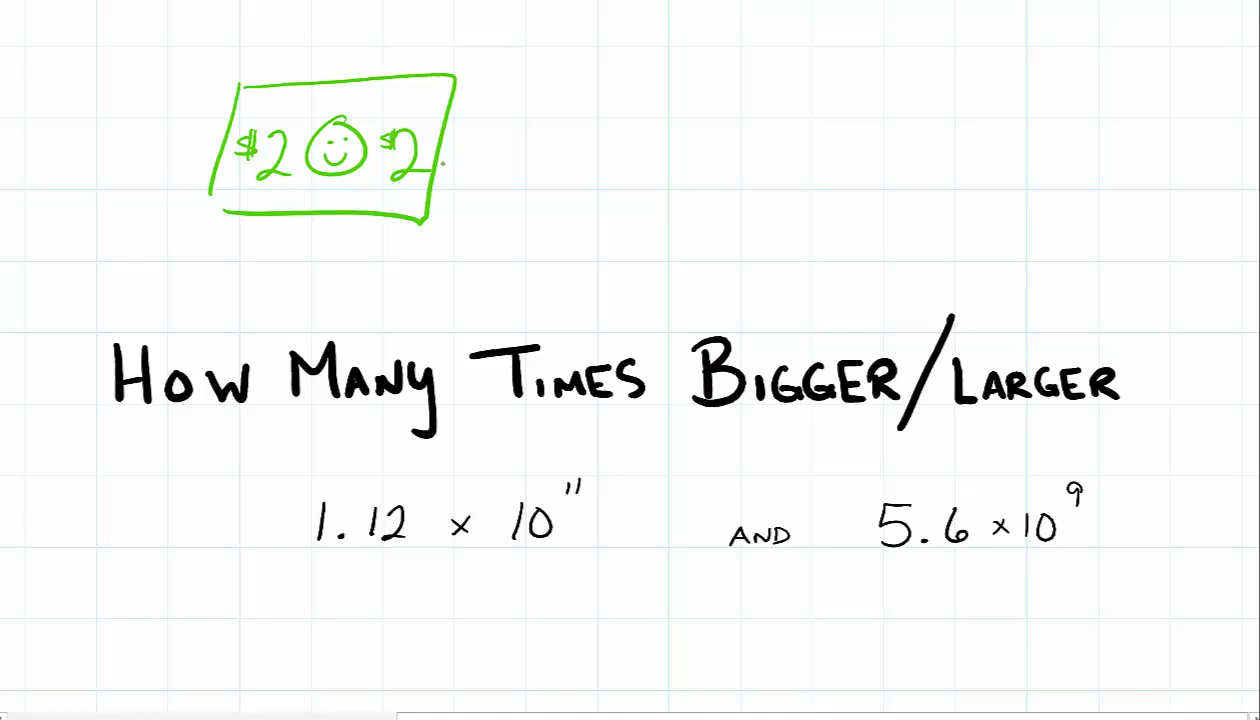 $2 $2
HOW MANY TIMES BIGGER/LARGER
1.12 × 10¹¹ AND 5.6 × 10⁹